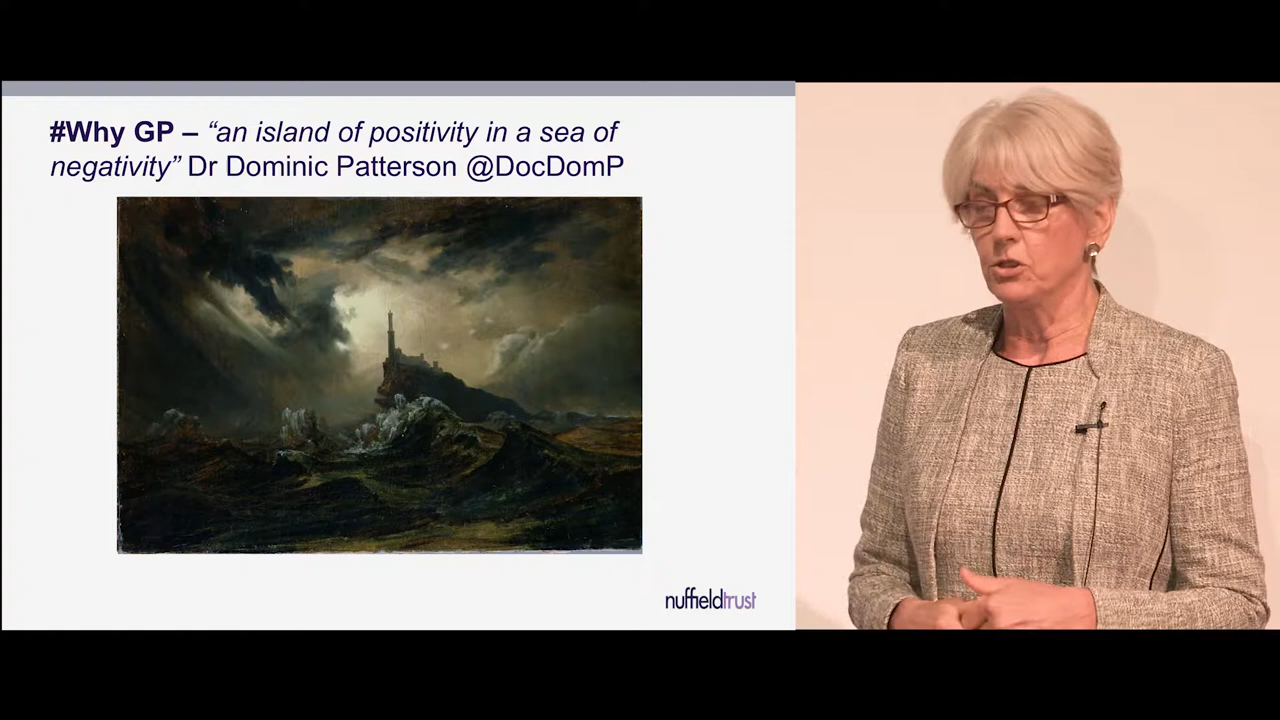 #Why GP – “an island of positivity in a sea of
negativity” Dr Dominic Patterson @DocDomP
nuffieldtrust